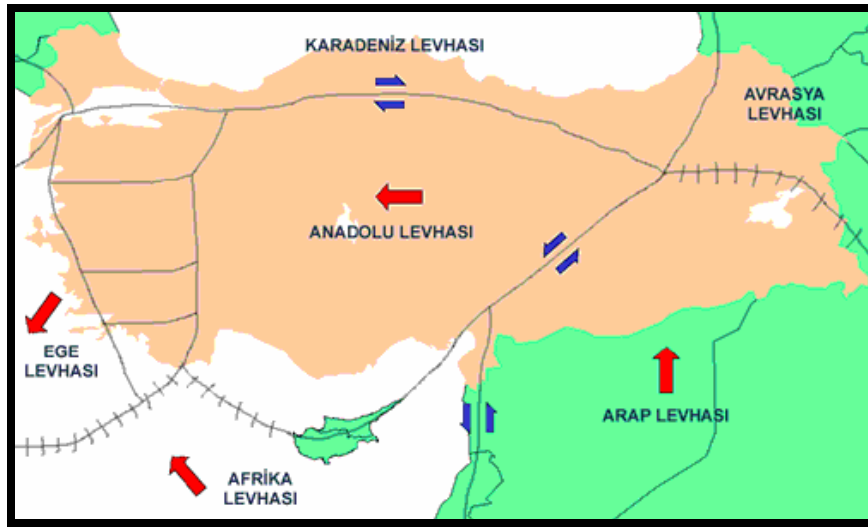 KARADENİZ LEVHASI
AVRASYA
LEVHASI
ANADOLU LEVHASI
EGE
LEVHASI
ARAP LEVHASI
AFRİKA
LEVHASI